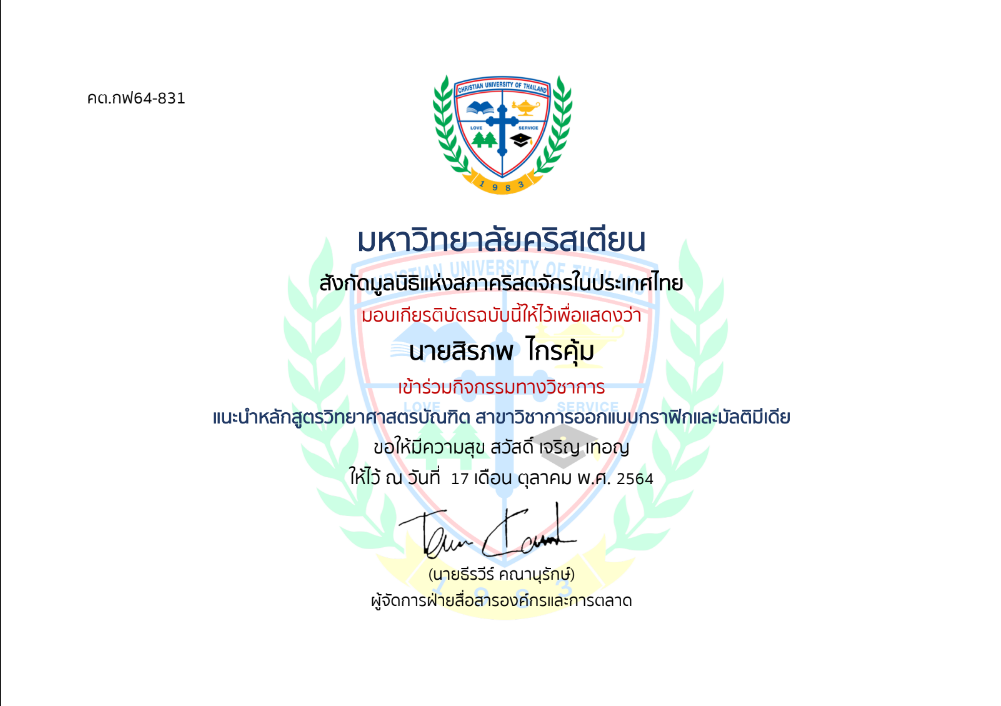 คต.กฟ64-831
CHRISTIAN UNIVERSITY OF THAILAND
LOVE SERVICE
1983
มหาวิทยาลัยคริสเตียน
สังกัดมูลนิธิแห่งสภาคริสตจักรในประเทศไทย
มอบเกียรติบัตรฉบับนี้ให้ไว้เพื่อแสดงว่า
นายสิรภพ ไกรคุ้ม
เข้าร่วมกิจกรรมทางวิชาการ
แนะนำหลักสูตรวิทยาศาสตรบัณฑิต สาขาวิชาการออกแบบกราฟิกและมัลติมีเดีย
ขอให้มีความสุข สวัสดิ์ เจริญ เทอญ
ให้ไว้ ณ วันที่ 17 เดือน ตุลาคม พ.ศ. 2564
(นายธีรวีร์ คณานุรักษ์)
ผู้จัดการฝ่ายสื่อสารองค์กรและการตลาด